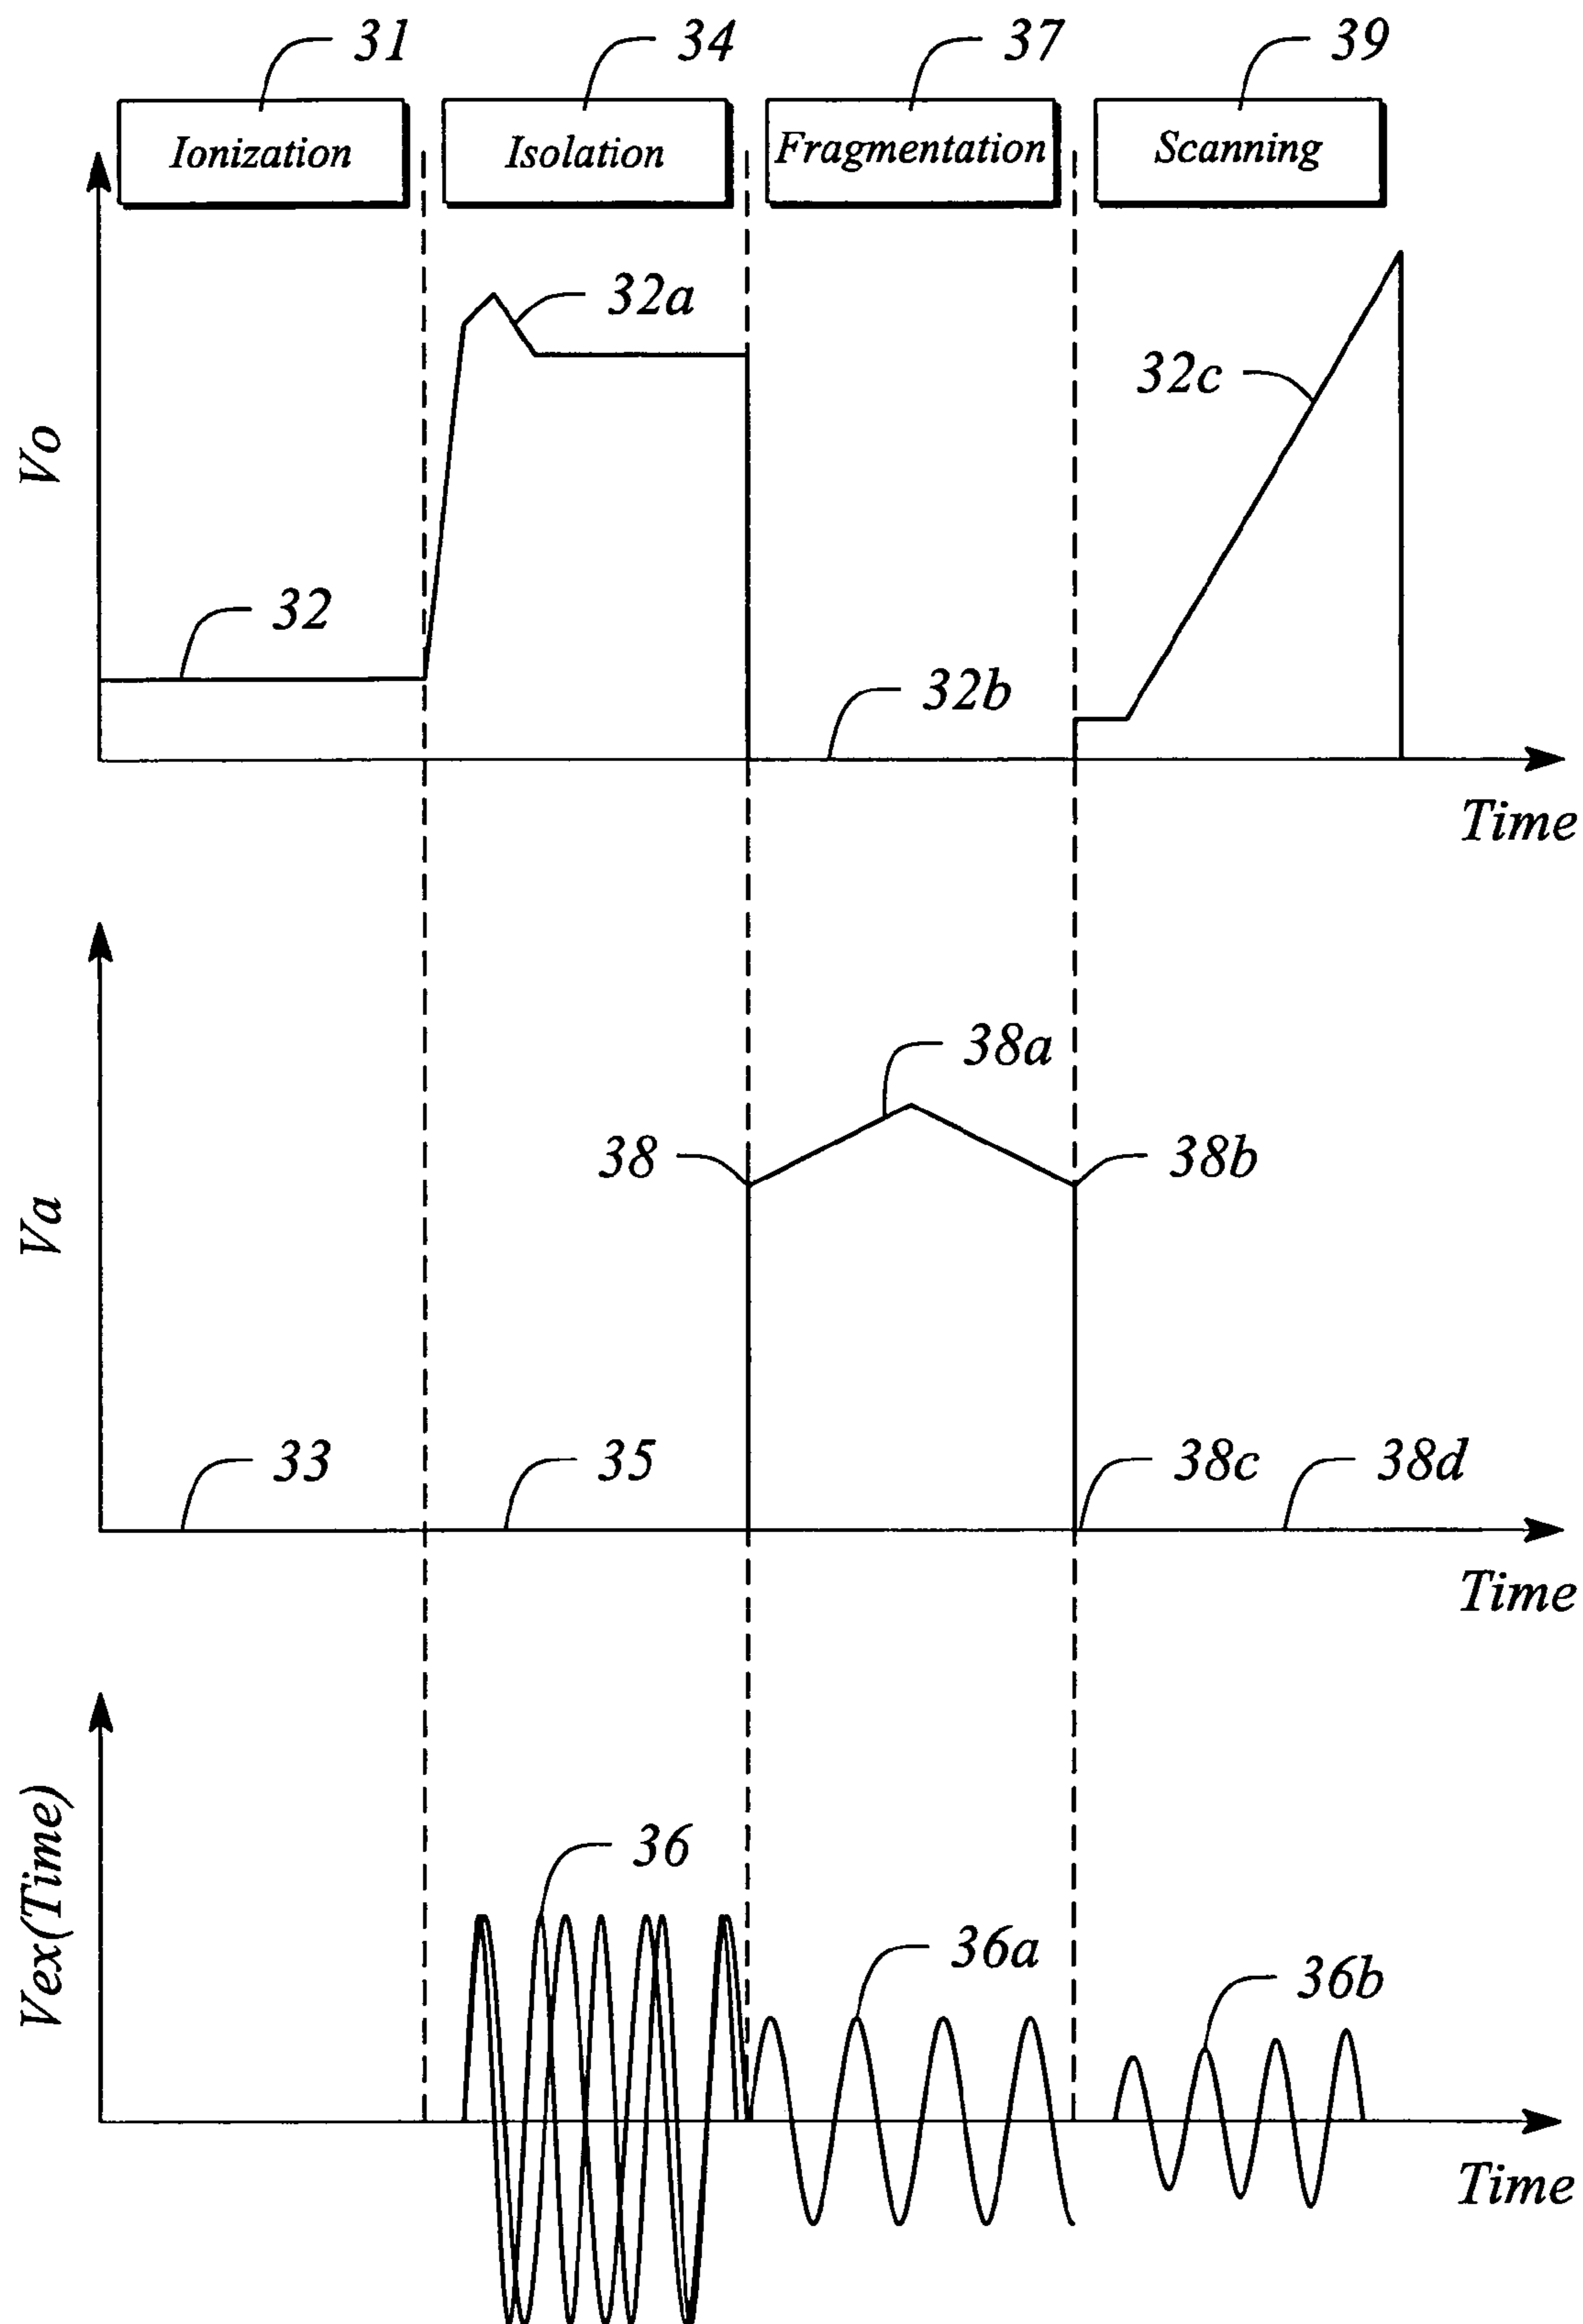 31
34
37
39
Ionization
Isolation
Fragmentation
Scanning
32a
32c
Vo
32
32b
Time
38a
38
38b
Va
33
35
38c
38d
Time
36
Vex(Time)
36a
36b
Time